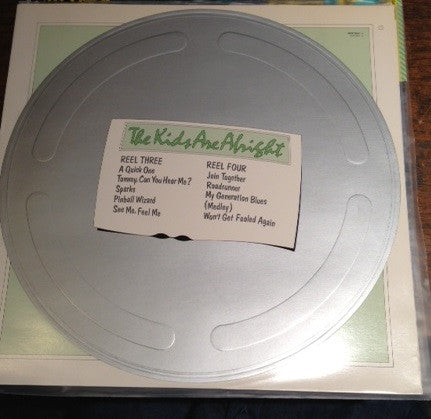 The Kids Are Alright
REEL THREE
A Quick One
Tommy, Can You Hear Me?
Sparks
Pinball Wizard
See Me, Feel Me
REEL FOUR
Join Together
Roadrunner
My Generation Blues
(Medley)
Won't Get Fooled Again